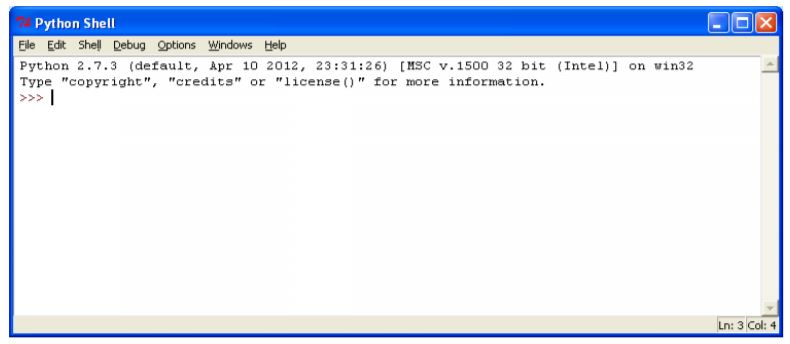 Python Shell
File Edit Shell Debug Options Windows Help
Python 2.7.3 (default, Apr 10 2012, 23:31:26) [MSC v.1500 32 bit (Intel)] on win32
Type "copyright", "credits" or "license()" for more information.
>>>
Ln: 3 Col: 4